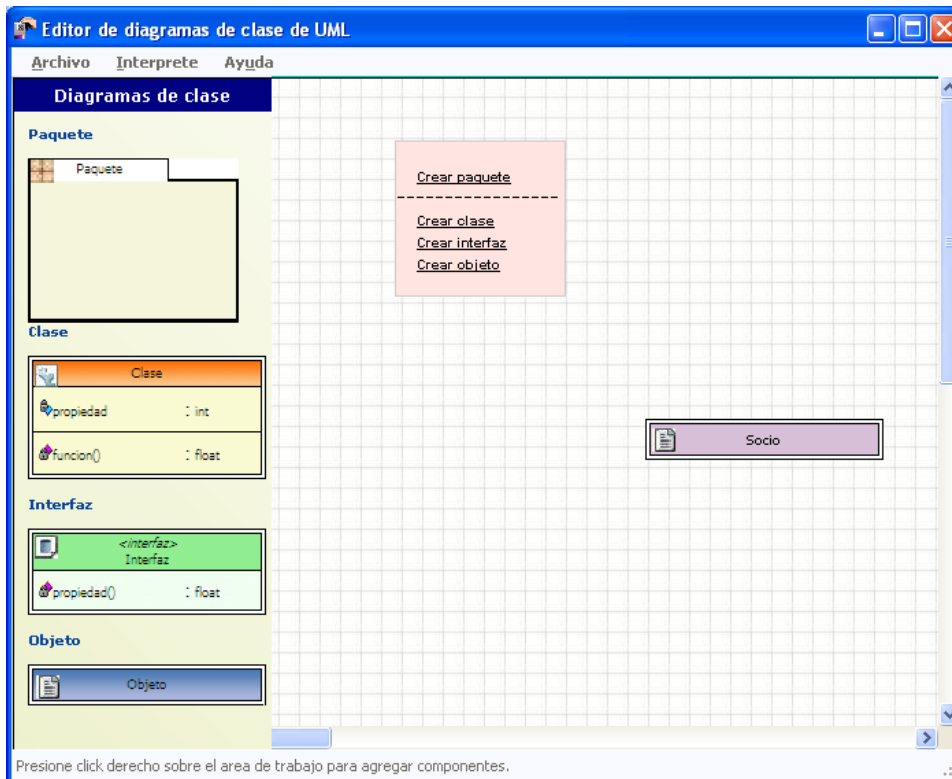 Editor de diagramas de clase de UML
Archivo Interprete Ayuda
Diagramas de clase
Paquete
Paquete
Clase
Clase
propiedad : int
funcion() : float
Interfaz
<interfaz>
Interfaz
propiedad() : float
Objeto
Objeto
Crear paquete
Crear clase
Crear interfaz
Crear objeto
Socio
Presione click derecho sobre el area de trabajo para agregar componentes.